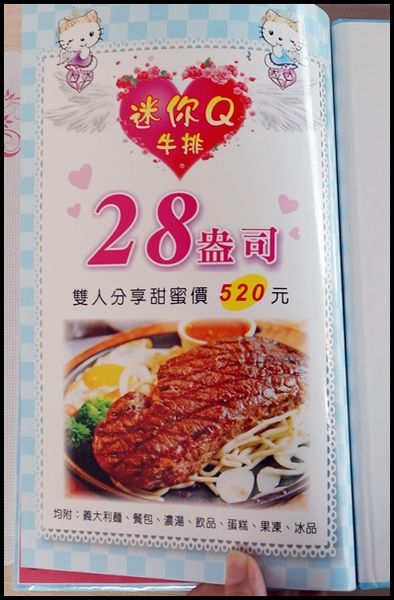 迷你Q
牛排
28盎司
雙人分享甜蜜價520元
均附：義大利麵、餐包、濃湯、飲品、蛋糕、果凍、冰品